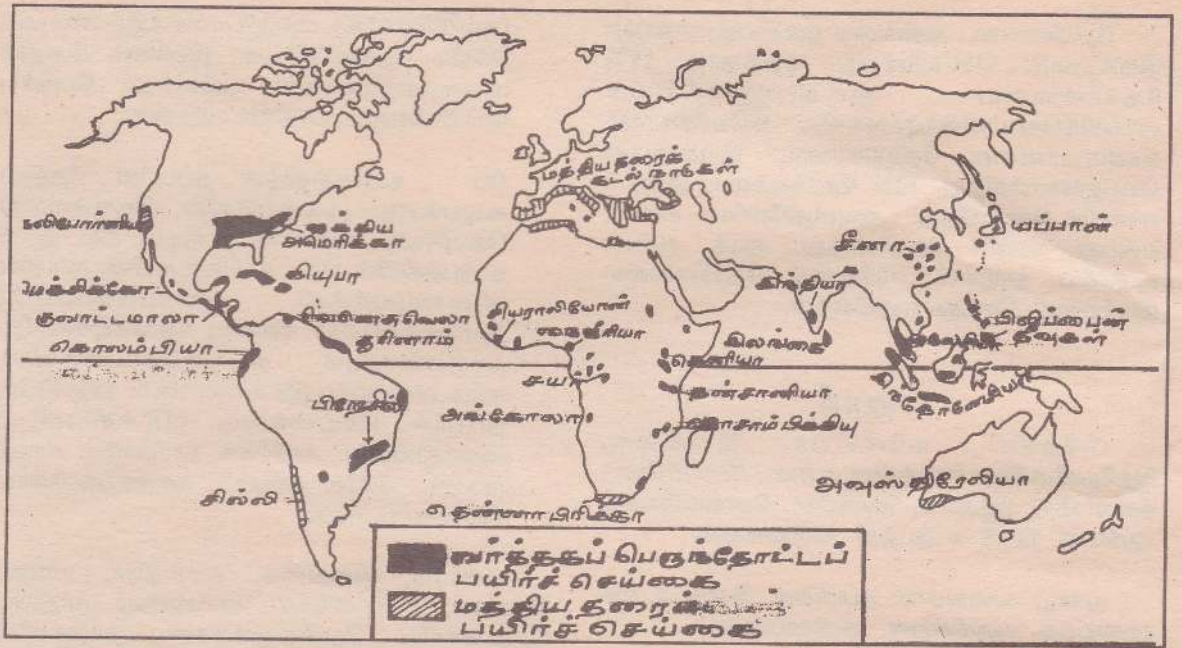 மத்திய தரைக்
கடல் நாடுகள்
கலிபோர்னியா
ஐக்கிய
அமெரிக்கா
யப்பான்
சீனா
கியுபா
இந்தியா
மெக்சிக்கோ
குவாட்டமாலா
வெனிசுவெலா
சியராலியோன்
நைஜீரியா
இலங்கை
பிலிப்பைன்
தீவுகள்
மலேசியா
சூரினாம்
கொலம்பியா
கெனியா
சயர்
தன்சானியா
இந்தோனேசியா
பிறேசில்
அங்கோலா
மொசாம்பிக்கியு
அவுஸ்திரேலியா
சில்லி
தென்னாபிரிக்கா
வர்த்தகப் பெருந்தோட்டப்
பயிர்ச் செய்கை
மத்திய தரைக்
பயிர்ச் செய்கை